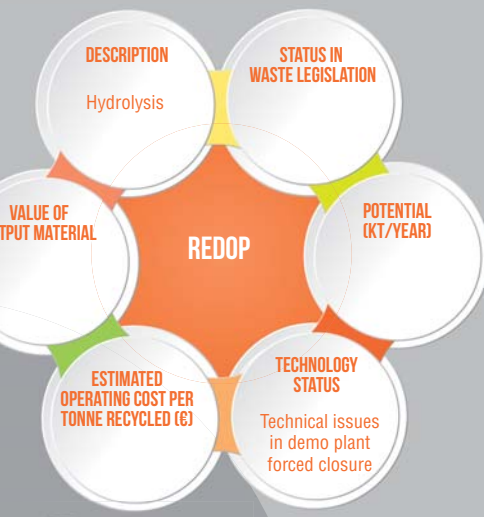 DESCRIPTION
Hydrolysis
STATUS IN
WASTE LEGISLATION
VALUE OF
TPUT MATERIAL
REDOP
POTENTIAL
(KT/YEAR)
ESTIMATED
OPERATING COST PER
TONNE RECYCLED (€)
TECHNOLOGY
STATUS
Technical issues
in demo plant
forced closure